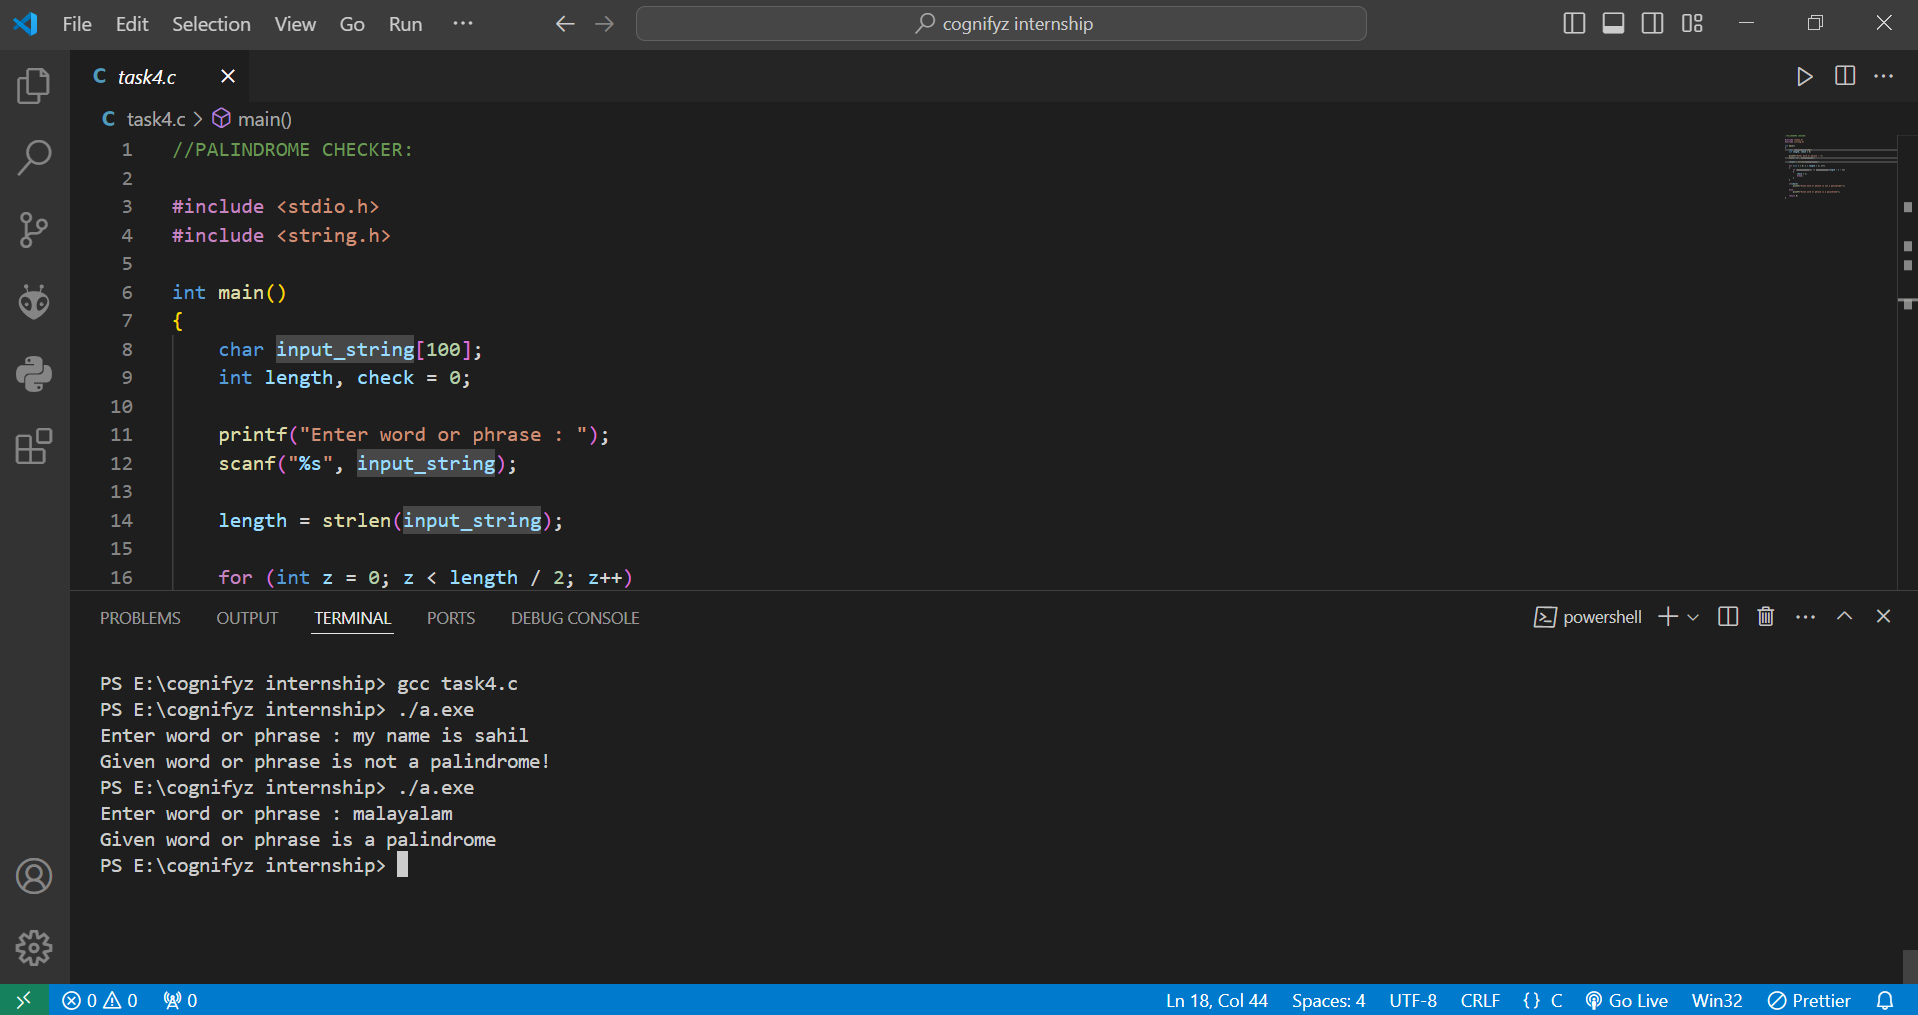 File Edit Selection View Go Run ··· cognifyz internship
C task4.c
C task4.c > main()
1 //PALINDROME CHECKER:
2
3 #include <stdio.h>
4 #include <string.h>
5
6 int main()
7 {
8 char input_string[100];
9 int length, check = 0;
10
11 printf("Enter word or phrase : ");
12 scanf("%s", input_string);
13
14 length = strlen(input_string);
15
16 for (int z = 0; z < length / 2; z++)
PROBLEMS OUTPUT TERMINAL PORTS DEBUG CONSOLE powershell
PS E:\cognifyz internship> gcc task4.c
PS E:\cognifyz internship> ./a.exe
Enter word or phrase : my name is sahil
Given word or phrase is not a palindrome!
PS E:\cognifyz internship> ./a.exe
Enter word or phrase : malayalam
Given word or phrase is a palindrome
PS E:\cognifyz internship>
0 0 0 Ln 18, Col 44 Spaces: 4 UTF-8 CRLF {} C Go Live Win32 Prettier